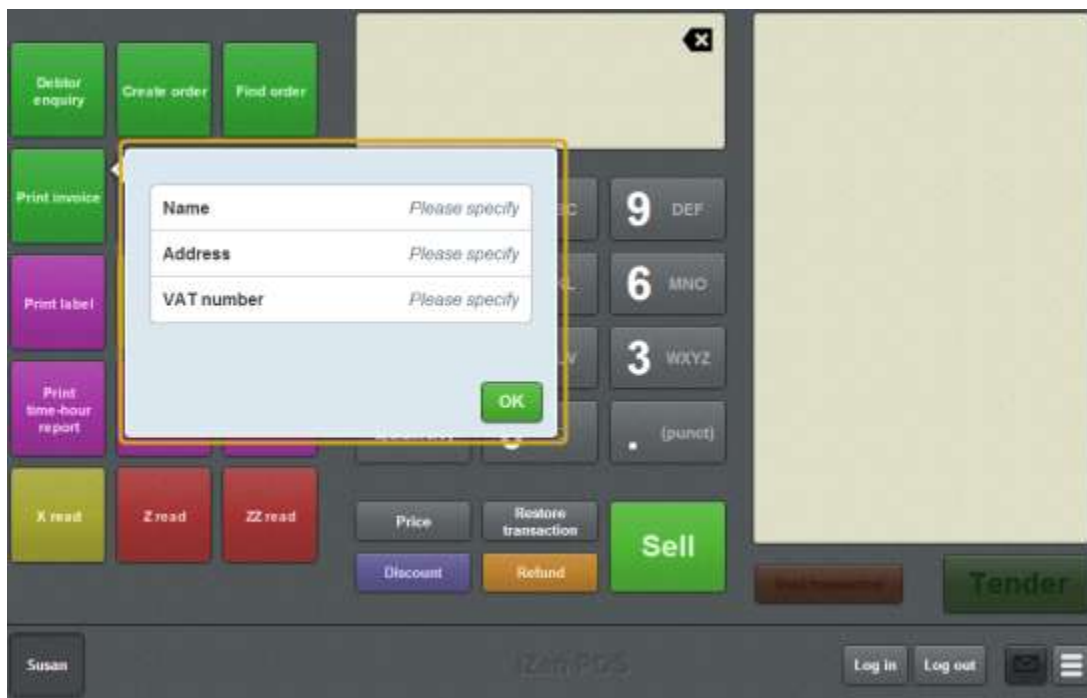 Debitor
enquiry
Create order
Find order
Print invoice
Name
Please specify
Address
Please specify
VAT number
Please specify
OK
9 DEF
6 MNO
3 WXYZ
. (punct)
Print label
Print
time-hour
report
X read
Z read
ZZ read
Price
Restore
transaction
Sell
Discount
Refund
Tender
Susan
Log in
Log out